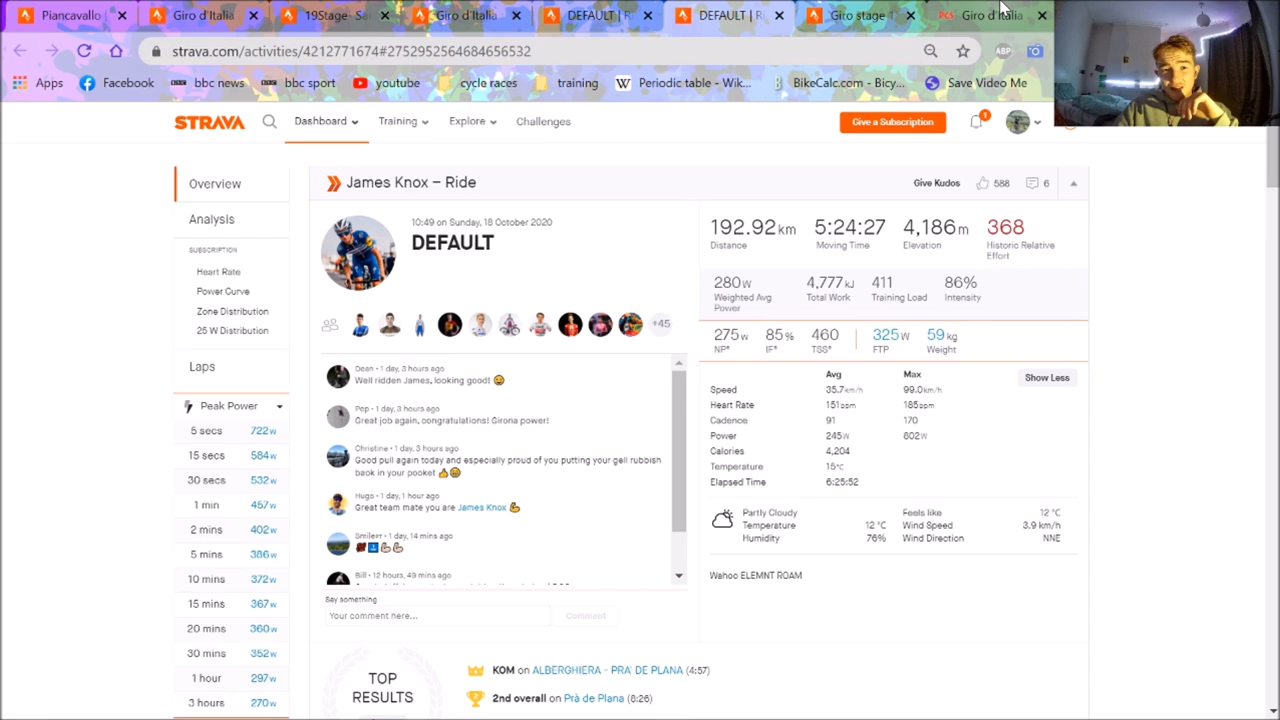 Piancavallo |
Giro d'Italia
19Stage- Sa
Giro d'Italia
DEFAULT | R
DEFAULT | R
Giro stage 1
PCS Giro d'Italia
strava.com/activities/4212771674#2752952564684656532
ABP
Apps Facebook bbc news bbc sport youtube cycle races training Periodic table - Wik... BikeCalc.com - Bicy... Save Video Me
STRAVA Dashboard Training Explore Challenges Give a Subscription 1
Overview
Analysis
SUBSCRIPTION
Heart Rate
Power Curve
Zone Distribution
25 W Distribution
Laps
Peak Power
5 secs 722w
15 secs 584w
30 secs 532w
1 min 457w
2 mins 402w
5 mins 386w
10 mins 372w
15 mins 367w
20 mins 360w
30 mins 352w
1 hour 297w
3 hours 270w
James Knox – Ride Give Kudos 588 6
10:49 on Sunday, 18 October 2020
DEFAULT
+45
Dean - 1 day, 3 hours ago
Well ridden James, looking good!
Pep - 1 day, 3 hours ago
Great job again, congratulations! Girona power!
Christine - 1 day, 3 hours ago
Good pull again today and especially proud of you putting your gell rubbish
back in your pocket
Hugo - 1 day, 1 hour ago
Great team mate you are James Knox
- 1 day, 14 mins ago
Bill - 12 hours, 49 mins ago
Say something
Your comment here...
Comment
192.92km 5:24:27 4,186m 368
Distance Moving Time Elevation Historic Relative
Effort
280W 4,777kJ 411 86%
Weighted Avg
Power Total Work Training Load Intensity
275w 85% 460 325W 59kg
NP® IF® TSS® FTP Weight
Avg Max
Show Less
Speed 35.7km/h 99.0km/h
Heart Rate 151bpm 185bpm
Cadence 91 170
Power 245W 802W
Calories 4,204
Temperature 15℃
Elapsed Time 6:25:52
Partly Cloudy Feels like 12 ℃
Temperature 12 ℃ Wind Speed 3.9 km/h
Humidity 76% Wind Direction NNE
Wahoo ELEMNT ROAM
TOP
RESULTS
KOM on ALBERGHIERA - PRA' DE PLANA (4:57)
2nd overall on Prà de Plana (8:26)